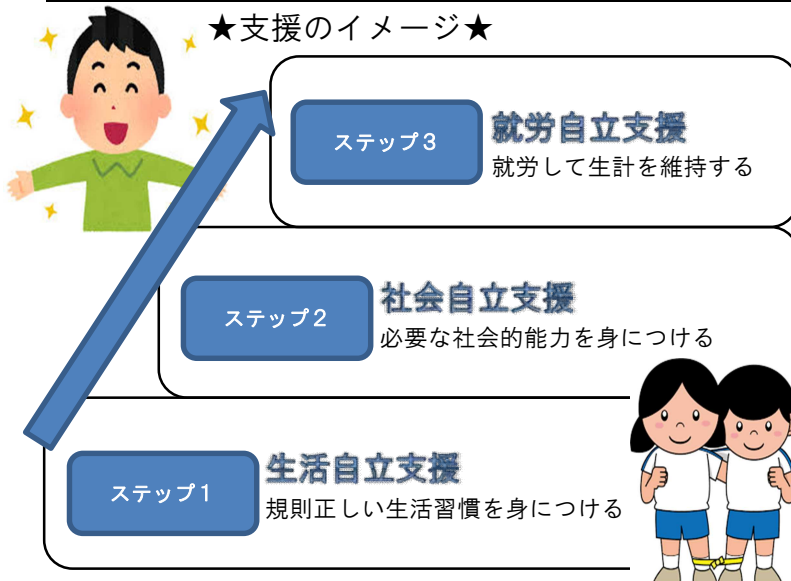 ★支援のイメージ★
ステップ３
就労自立支援
就労して生計を維持する
ステップ２
社会自立支援
必要な社会的能力を身につける
ステップ１
生活自立支援
規則正しい生活習慣を身につける